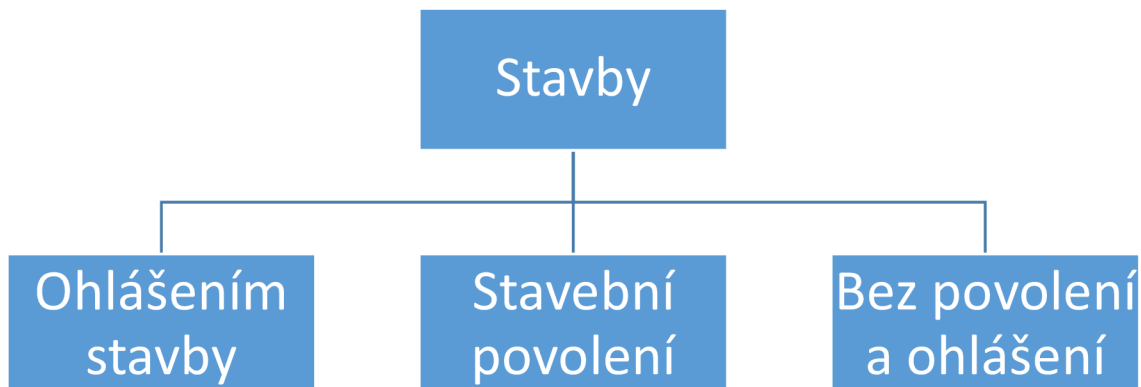 Stavby
Ohlášením
stavby
Stavební
povolení
Bez povolení
a ohlášení